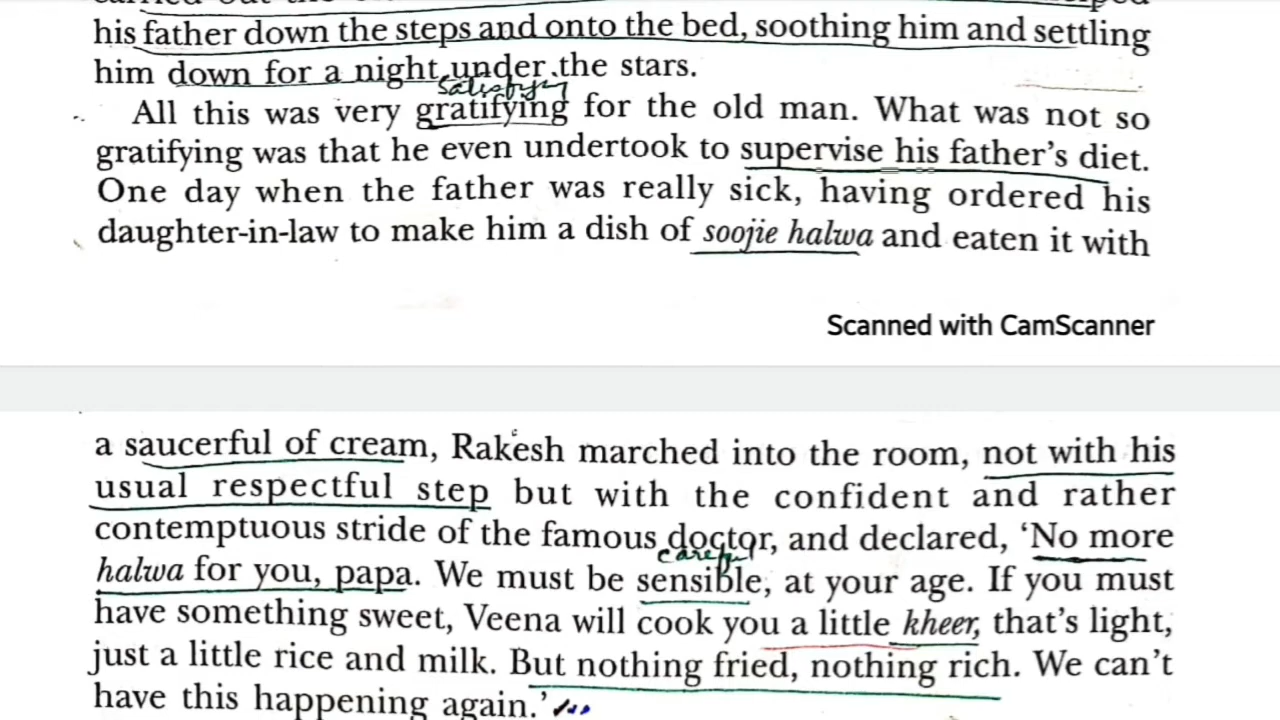 his father down the steps and onto the bed, soothing him and settling
him down for a night under the stars.
satisfying
All this was very gratifying for the old man. What was not so
gratifying was that he even undertook to supervise his father's diet.
One day when the father was really sick, having ordered his
daughter-in-law to make him a dish of soojie halwa and eaten it with
Scanned with CamScanner
a saucerful of cream, Rakesh marched into the room, not with his
usual respectful step but with the confident and rather
contemptuous stride of the famous doctor, and declared, ‘No more
careful
halwa for you, papa. We must be sensible, at your age. If you must
have something sweet, Veena will cook you a little kheer, that's light,
just a little rice and milk. But nothing fried, nothing rich. We can't
have this happening again.’